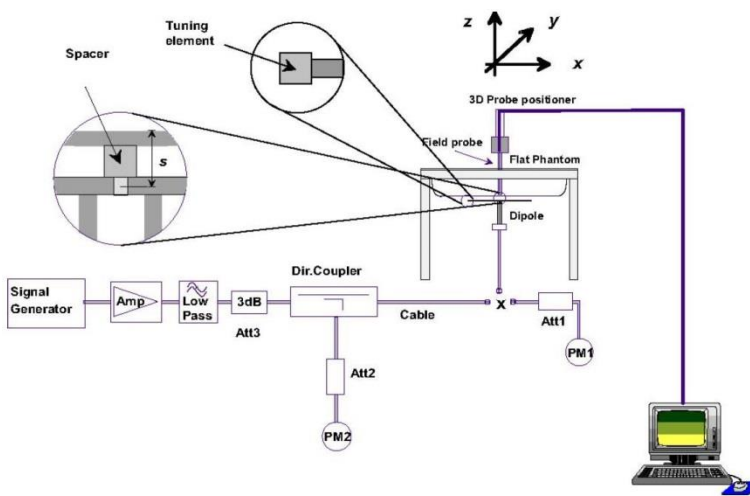 Tuning
element
Spacer
z
y
x
3D Probe positioner
Field probe
Flat Phantom
s
Dipole
Dir.Coupler
Signal
Generator
Amp
Low
Pass
3dB
Att3
Cable
x
Att1
PM1
Att2
PM2